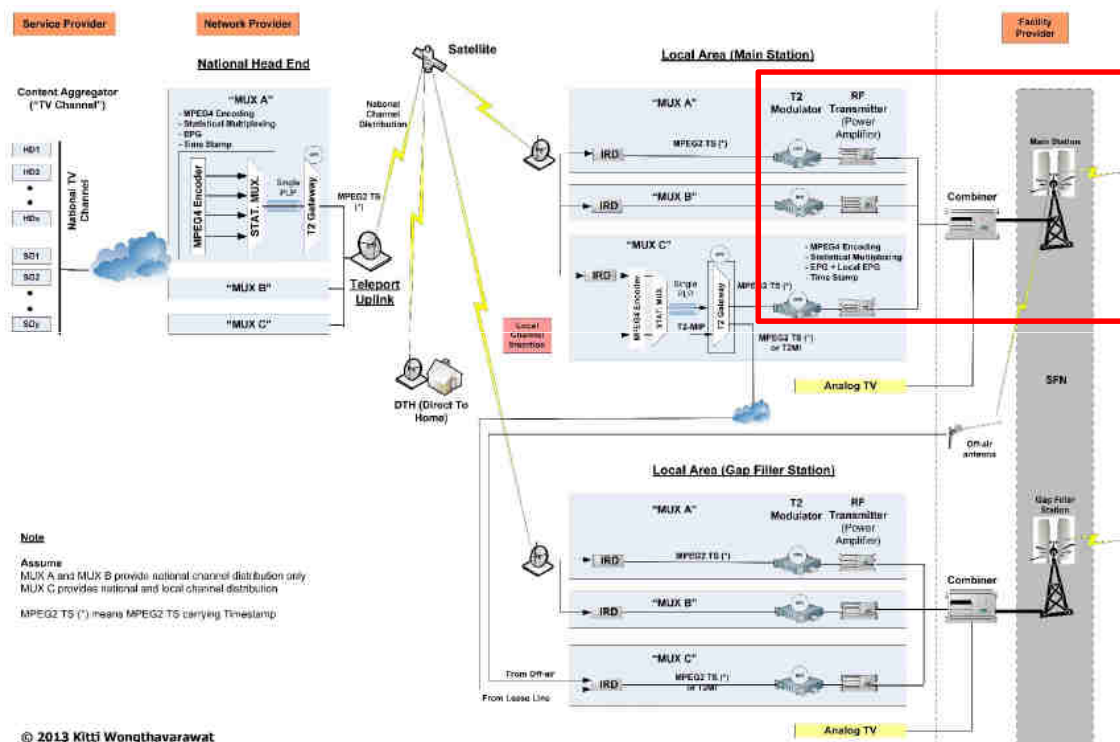 Service Provider
Network Provider
Facility
Provider
Satellite
Local Area (Main Station)
National Head End
Content Aggregator
("TV Channel")
"MUX A"
- MPEG4 Encoding
- Statistical Multiplexing
- EPG
- Time Stamp
National
Channel
Distribution
HD1
HD2
HDx
SD1
SD2
SDy
National TV
Channel
MPEG4 Encoder
STAT. MUX.
Single
PLP
T2 Gateway
MPEG2 TS
(*)
Teleport
Uplink
"MUX B"
"MUX C"
DTH (Direct To
Home)
"MUX A"
T2
Modulator
RF
Transmitter
(Power
Amplifier)
IRD
MPEG2 TS (*)
"MUX B"
IRD
"MUX C"
- MPEG4 Encoding
- Statistical Multiplexing
- EPG + Local EPG
- Time Stamp
IRD
MPEG4 Encoder
STAT. MUX.
Single
PLP
T2-MIP
T2 Gateway
MPEG2 TS (*)
MPEG2 TS (*)
or T2MI
Local
Channel
Insertion
Analog TV
Combiner
Main Station
SFN
Off-air
antenna
Local Area (Gap Filler Station)
"MUX A"
T2
Modulator
RF
Transmitter
(Power
Amplifier)
IRD
MPEG2 TS (*)
"MUX B"
IRD
"MUX C"
From Off-air
IRD
MPEG2 TS (*)
or T2MI
From Lease Line
Analog TV
Combiner
Gap Filler
Station
Note
Assume
MUX A and MUX B provide national channel distribution only
MUX C provides national and local channel distribution
MPEG2 TS (*) means MPEG2 TS carrying Timestamp
© 2013 Kitti Wongthavarawat